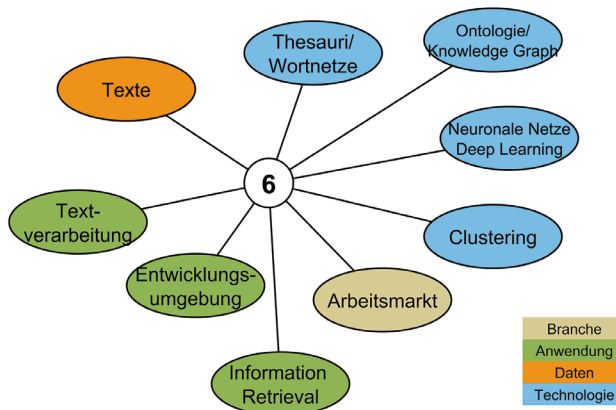 Thesauri/
Wortnetze
Ontologie/
Knowledge Graph
Texte
Neuronale Netze
Deep Learning
6
Text-
verarbeitung
Clustering
Entwicklungs-
umgebung
Arbeitsmarkt
Information
Retrieval
Branche
Anwendung
Daten
Technologie